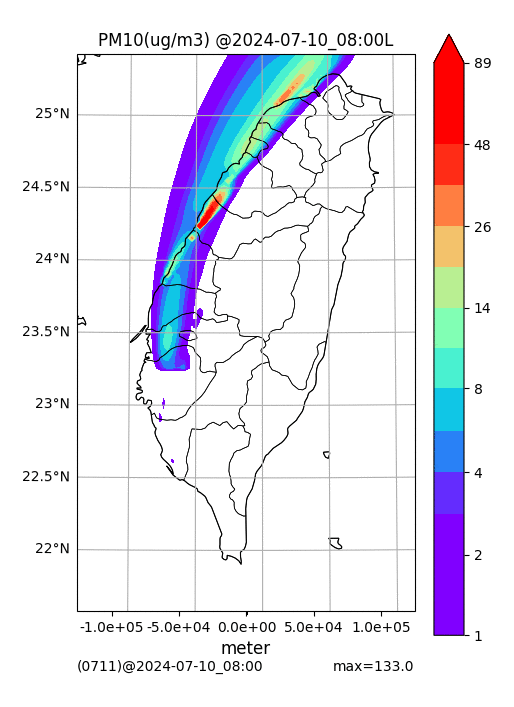 PM10(ug/m3) @2024-07-10_08:00L
89
48
26
14
8
4
2
1
25°N
24.5°N
24°N
23.5°N
23°N
22.5°N
22°N
-1.0e+05 -5.0e+04 0.0e+00 5.0e+04 1.0e+05
meter
(0711)@2024-07-10_08:00 max=133.0